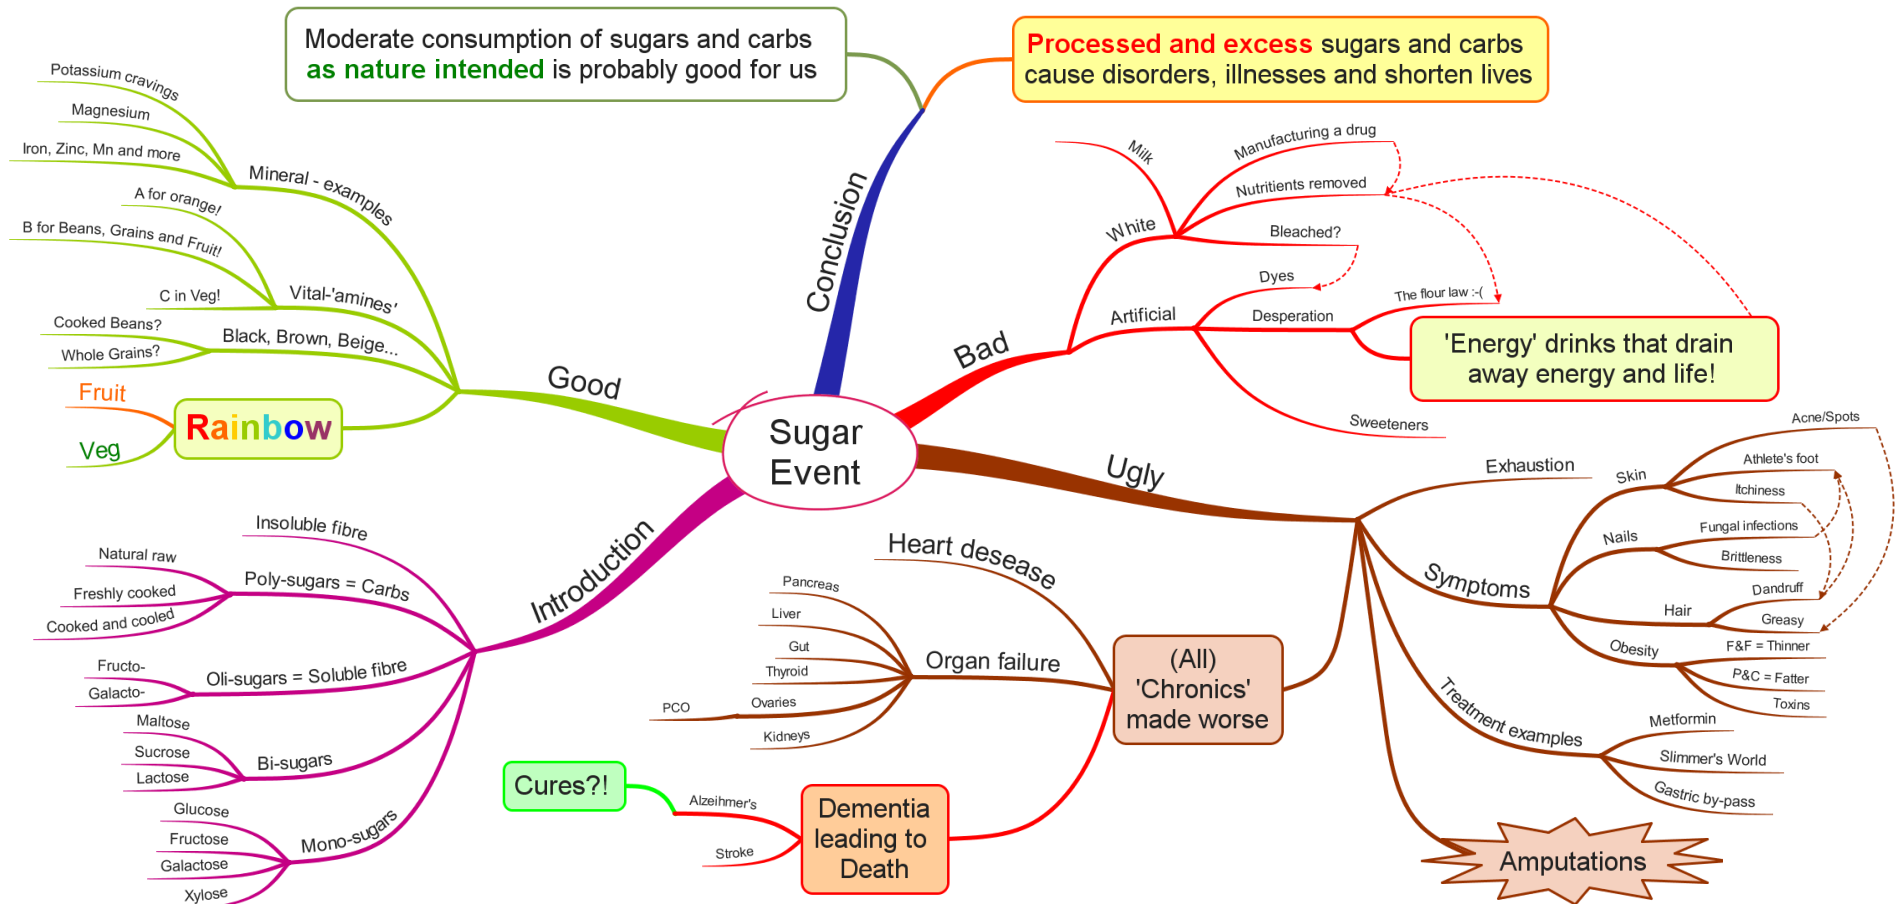 Moderate consumption of sugars and carbs
as nature intended is probably good for us
Processed and excess sugars and carbs
cause disorders, illnesses and shorten lives
Conclusion
Sugar
Event
Good
Mineral - examples
Potassium cravings
Magnesium
Iron, Zinc, Mn and more
Vital-'amines'
A for orange!
B for Beans, Grains and Fruit!
C in Veg!
Black, Brown, Beige...
Cooked Beans?
Whole Grains?
Rainbow
Fruit
Veg
Bad
White
Milk
Manufacturing a drug
Nutritients removed
Bleached?
Artificial
Dyes
Desperation
The flour law :-(
'Energy' drinks that drain
away energy and life!
Sweeteners
Ugly
Exhaustion
Symptoms
Skin
Acne/Spots
Athlete's foot
Itchiness
Nails
Fungal infections
Brittleness
Hair
Dandruff
Greasy
Obesity
F&F = Thinner
P&C = Fatter
Toxins
Treatment examples
Metformin
Slimmer's World
Gastric by-pass
Amputations
(All)
'Chronics'
made worse
Heart desease
Organ failure
Pancreas
Liver
Gut
Thyroid
Ovaries
PCO
Kidneys
Dementia
leading to
Death
Alzeihmer's
Cures?!
Stroke
Introduction
Insoluble fibre
Poly-sugars = Carbs
Natural raw
Freshly cooked
Cooked and cooled
Oli-sugars = Soluble fibre
Fructo-
Galacto-
Bi-sugars
Maltose
Sucrose
Lactose
Mono-sugars
Glucose
Fructose
Galactose
Xylose